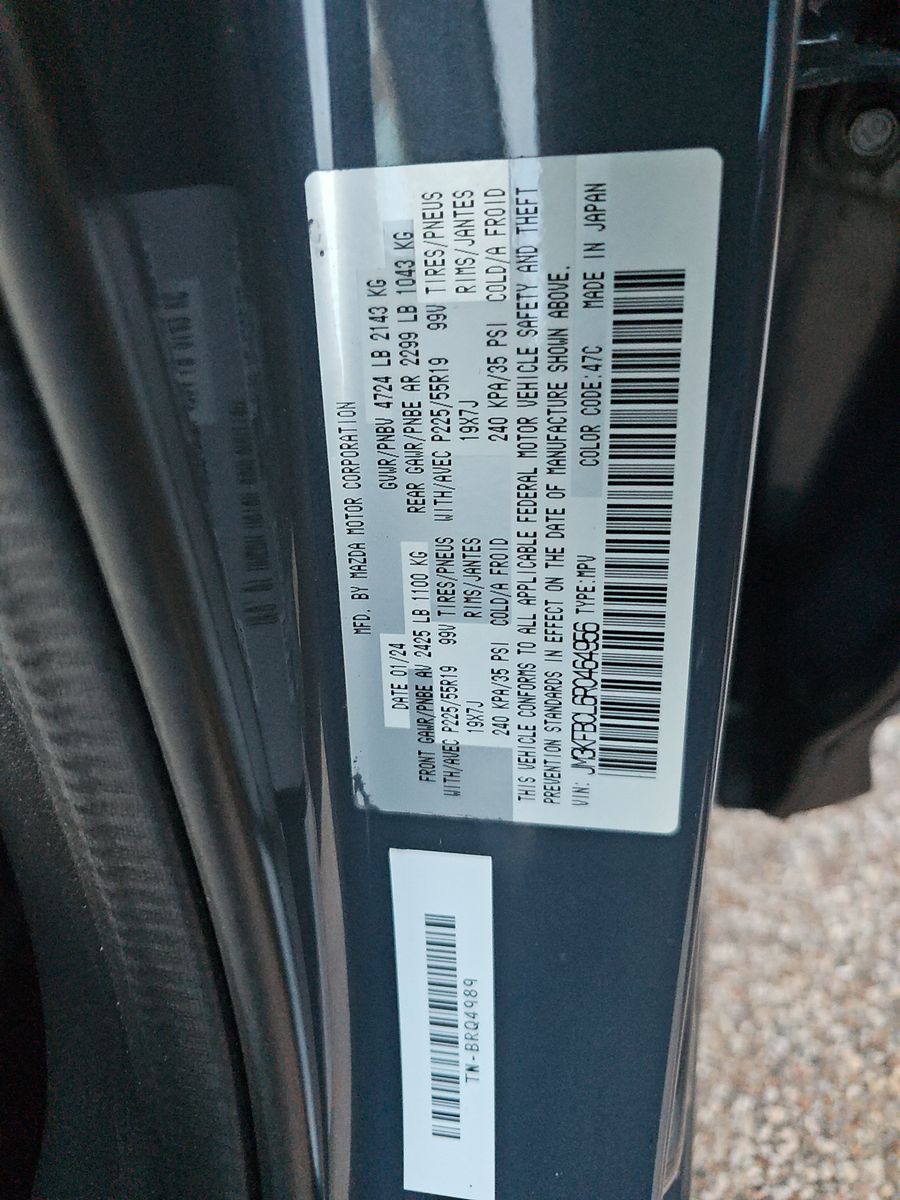 MFD. BY MAZDA MOTOR CORPORATION
DATE 01/24 GVWR/PNBV 4724 LB 2143 KG
FRONT GAWR/PNBE AV 2425 LB 1100 KG REAR GAWR/PNBE AR 2299 LB 1043 KG
WITH/AVEC P225/55R19 99V TIRES/PNEUS WITH/AVEC P225/55R19 99V TIRES/PNEUS
19X7J RIMS/JANTES 19X7J RIMS/JANTES
240 KPA/35 PSI COLD/A FROID 240 KPA/35 PSI COLD/A FROID
THIS VEHICLE CONFORMS TO ALL APPLICABLE FEDERAL MOTOR VEHICLE SAFETY AND THEFT
PREVENTION STANDARDS IN EFFECT ON THE DATE OF MANUFACTURE SHOWN ABOVE.
VIN: JM3KFBCL6R0464956 TYPE:MPV COLOR CODE:47C MADE IN JAPAN
TN-BRQ4989